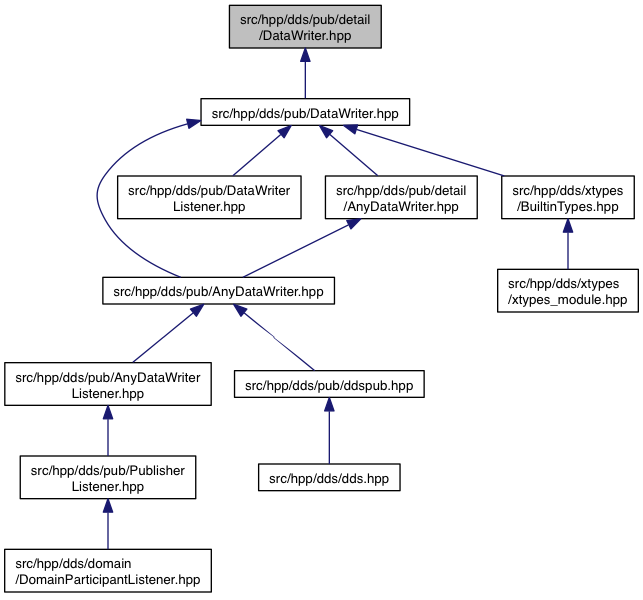 src/hpp/dds/pub/detail
/DataWriter.hpp
src/hpp/dds/pub/DataWriter.hpp
src/hpp/dds/pub/DataWriter
Listener.hpp
src/hpp/dds/pub/detail
/AnyDataWriter.hpp
src/hpp/dds/xtypes
/BuiltinTypes.hpp
src/hpp/dds/pub/AnyDataWriter.hpp
src/hpp/dds/xtypes
/xtypes_module.hpp
src/hpp/dds/pub/AnyDataWriter
Listener.hpp
src/hpp/dds/pub/ddspub.hpp
src/hpp/dds/pub/Publisher
Listener.hpp
src/hpp/dds/dds.hpp
src/hpp/dds/domain
/DomainParticipantListener.hpp